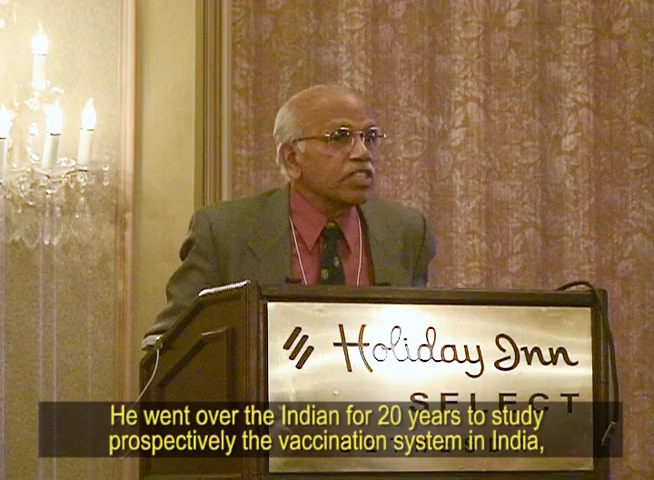 Holiday Inn
SELECT
He went over the Indian for 20 years to study
prospectively the vaccination system in India,